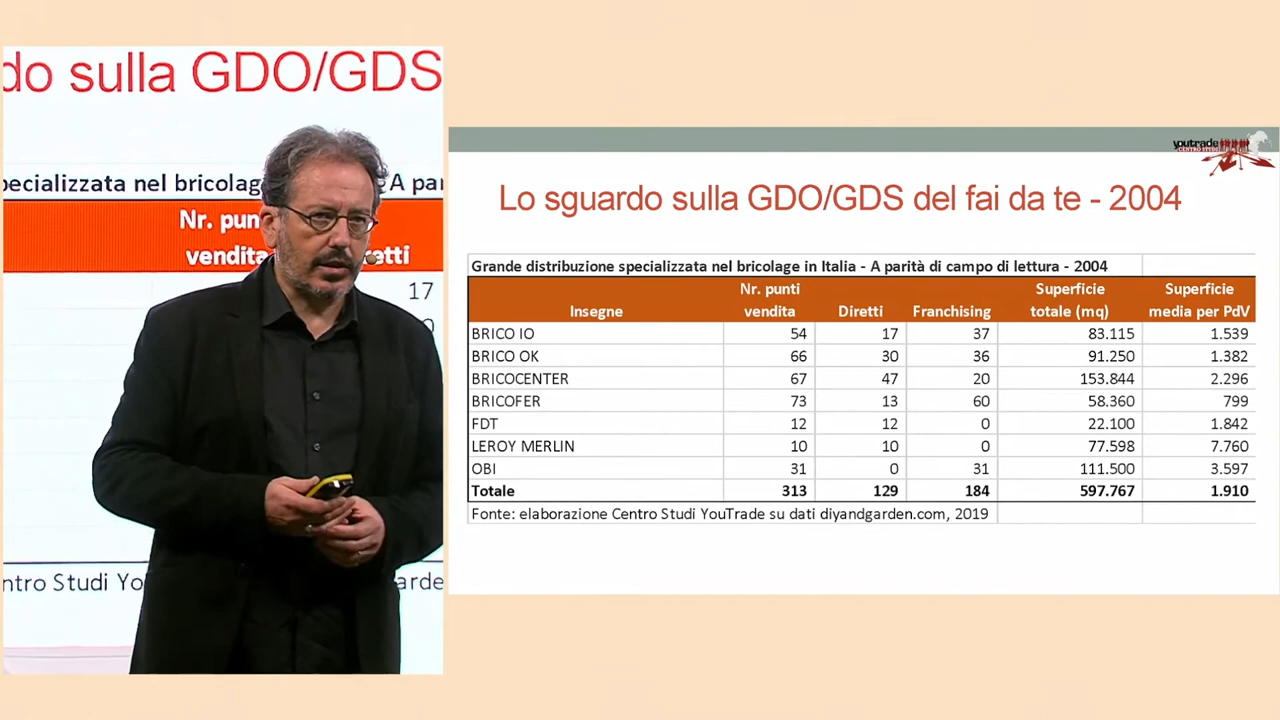 do sulla GDO/GDS
pecializzata nel bricolage A par
Nr. pun
vendita etti
17
0
ntro Studi Yo arde
youtrade
CENTRO STUDI
Lo sguardo sulla GDO/GDS del fai da te - 2004
Grande distribuzione specializzata nel bricolage in Italia - A parità di campo di lettura - 2004
Insegne Nr. punti vendita Diretti Franchising Superficie totale (mq) Superficie media per PdV
BRICO IO 54 17 37 83.115 1.539
BRICO OK 66 30 36 91.250 1.382
BRICOCENTER 67 47 20 153.844 2.296
BRICOFER 73 13 60 58.360 799
FDT 12 12 0 22.100 1.842
LEROY MERLIN 10 10 0 77.598 7.760
OBI 31 0 31 111.500 3.597
Totale 313 129 184 597.767 1.910
Fonte: elaborazione Centro Studi YouTrade su dati diyandgarden.com, 2019